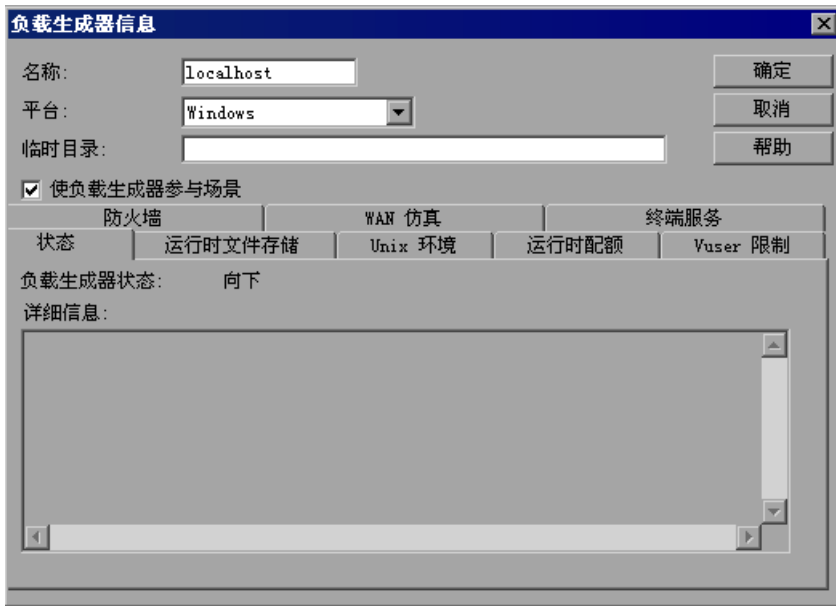 负载生成器信息
名称: localhost 确定
平台: Windows 取消
临时目录: 帮助
使负载生成器参与场景
防火墙 WAN 仿真 终端服务
状态 运行时文件存储 Unix 环境 运行时配额 Vuser 限制
负载生成器状态: 向下
详细信息: